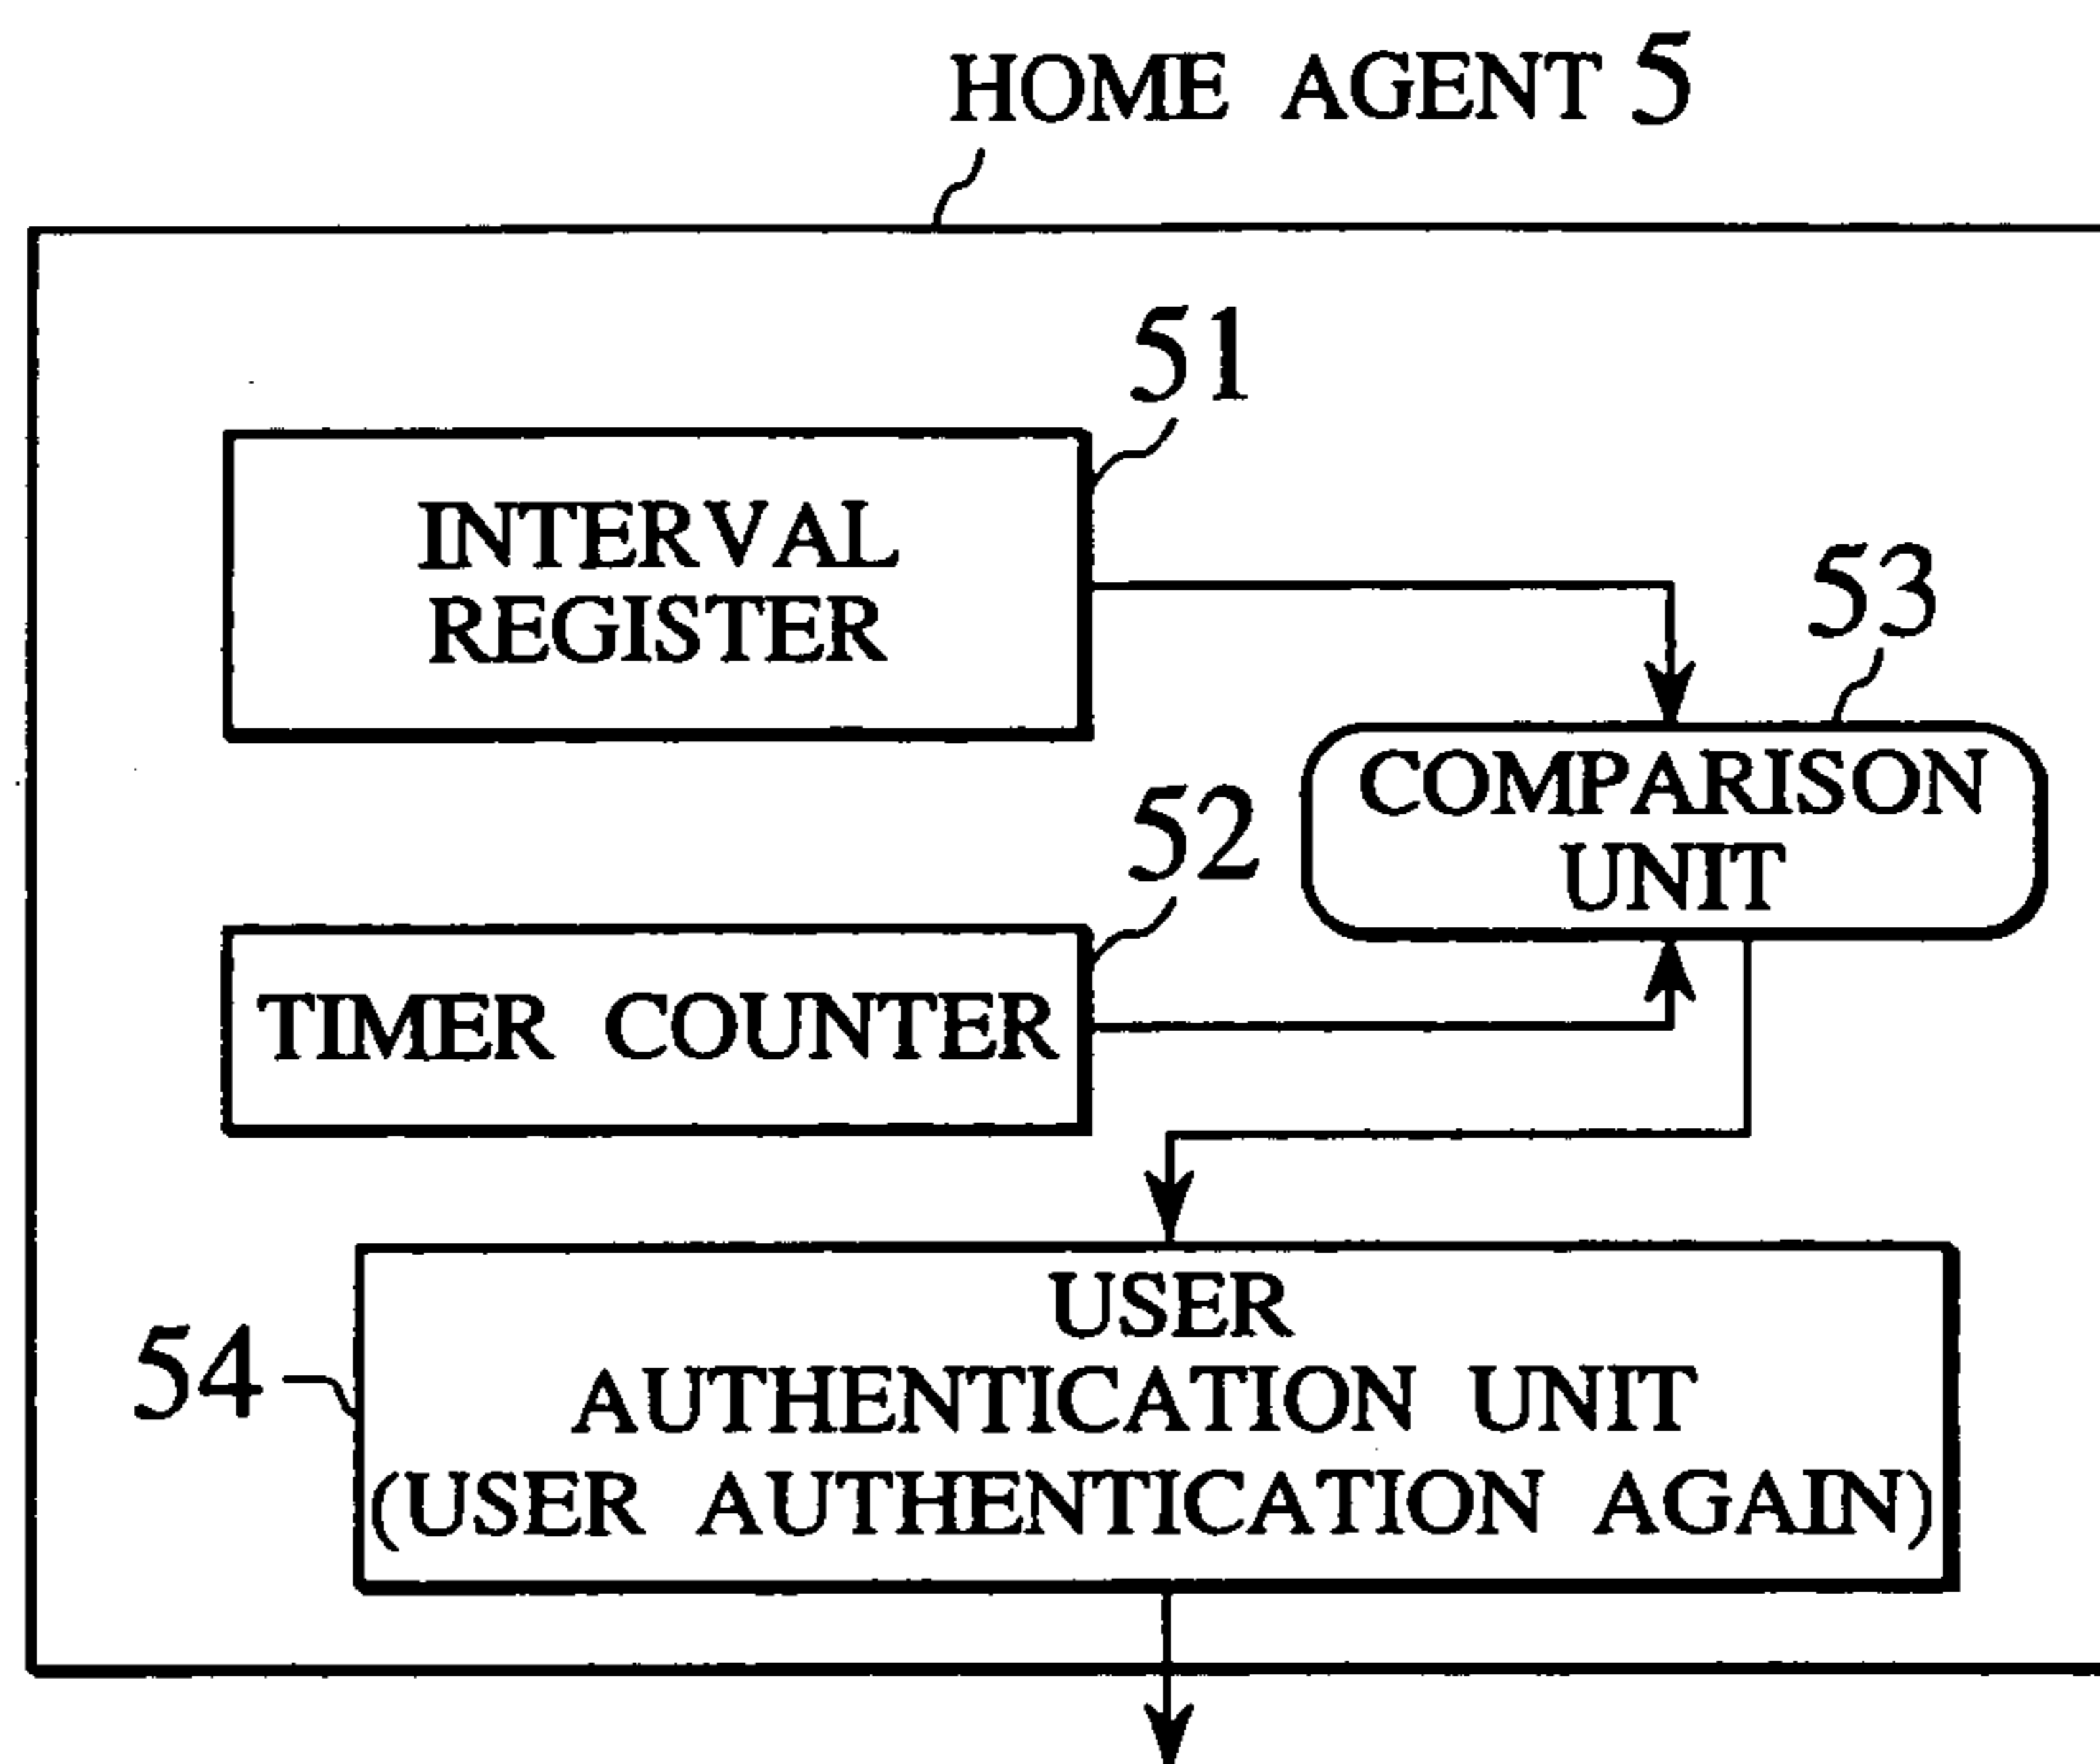 HOME AGENT 5
51
INTERVAL
REGISTER
53
COMPARISON
UNIT
52
TIMER COUNTER
54
USER
AUTHENTICATION UNIT
(USER AUTHENTICATION AGAIN)